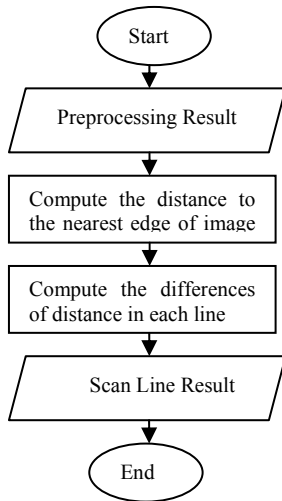 Start
Preprocessing Result
Compute the distance to
the nearest edge of image
Compute the differences
of distance in each line
Scan Line Result
End